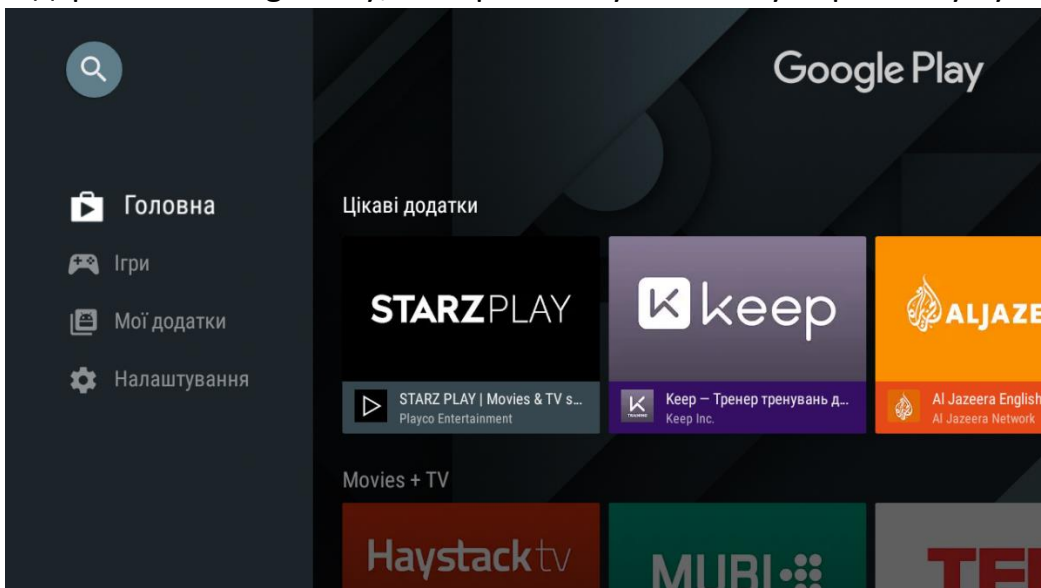 Google Play
Головна
Ігри
Мої додатки
Налаштування
Цікаві додатки
STARZPLAY
STARZ PLAY | Movies & TV s...
Playco Entertainment
keep
Keep — Тренер тренувань д...
Keep Inc.
ALJAZE
Al Jazeera English
Al Jazeera Network
Movies + TV
Haystack tv
MUBI